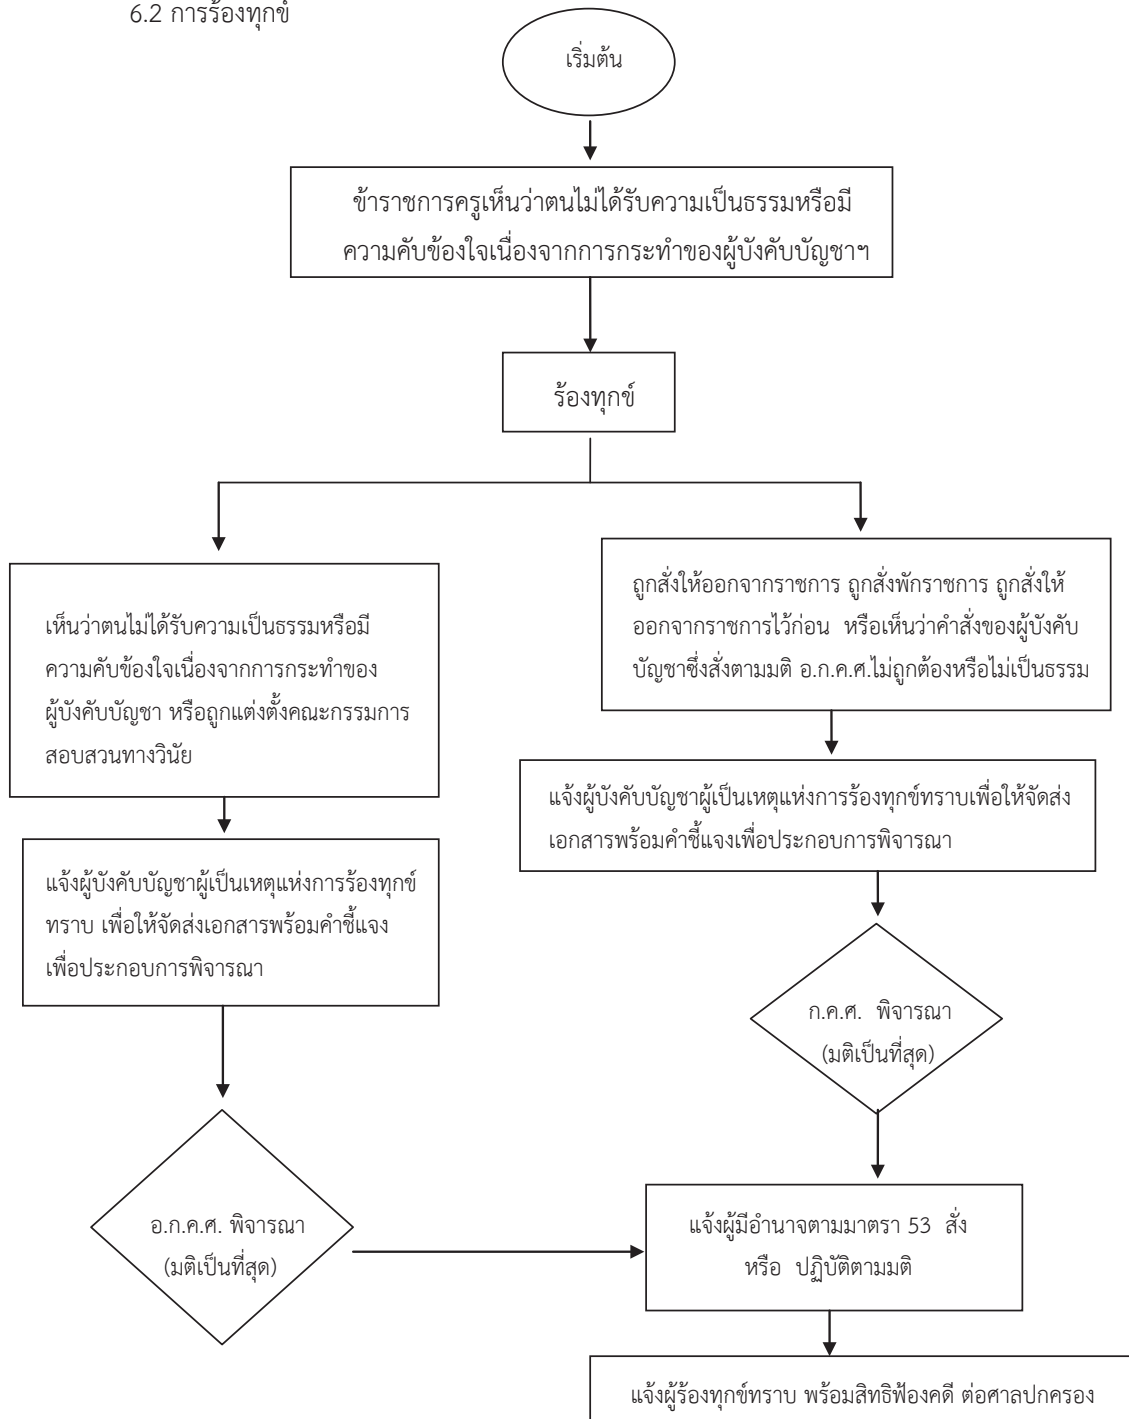 6.2 การร้องทุกข์
เริ่มต้น
ข้าราชการครูเห็นว่าตนไม่ได้รับความเป็นธรรมหรือมี
ความคับข้องใจเนื่องจากการกระทำของผู้บังคับบัญชาฯ
ร้องทุกข์
เห็นว่าตนไม่ได้รับความเป็นธรรมหรือมี
ความคับข้องใจเนื่องจากการกระทำของ
ผู้บังคับบัญชา หรือถูกแต่งตั้งคณะกรรมการ
สอบสวนทางวินัย
แจ้งผู้บังคับบัญชาผู้เป็นเหตุแห่งการร้องทุกข์
ทราบ เพื่อให้จัดส่งเอกสารพร้อมคำชี้แจง
เพื่อประกอบการพิจารณา
อ.ก.ค.ศ. พิจารณา
(มติเป็นที่สุด)
ถูกสั่งให้ออกจากราชการ ถูกสั่งพักราชการ ถูกสั่งให้
ออกจากราชการไว้ก่อน หรือเห็นว่าคำสั่งของผู้บังคับ
บัญชาซึ่งสั่งตามมติ อ.ก.ค.ศ.ไม่ถูกต้องหรือไม่เป็นธรรม
แจ้งผู้บังคับบัญชาผู้เป็นเหตุแห่งการร้องทุกข์ทราบเพื่อให้จัดส่ง
เอกสารพร้อมคำชี้แจงเพื่อประกอบการพิจารณา
ก.ค.ศ. พิจารณา
(มติเป็นที่สุด)
แจ้งผู้มีอำนาจตามมาตรา 53 สั่ง
หรือ ปฏิบัติตามมติ
แจ้งผู้ร้องทุกข์ทราบ พร้อมสิทธิฟ้องคดี ต่อศาลปกครอง